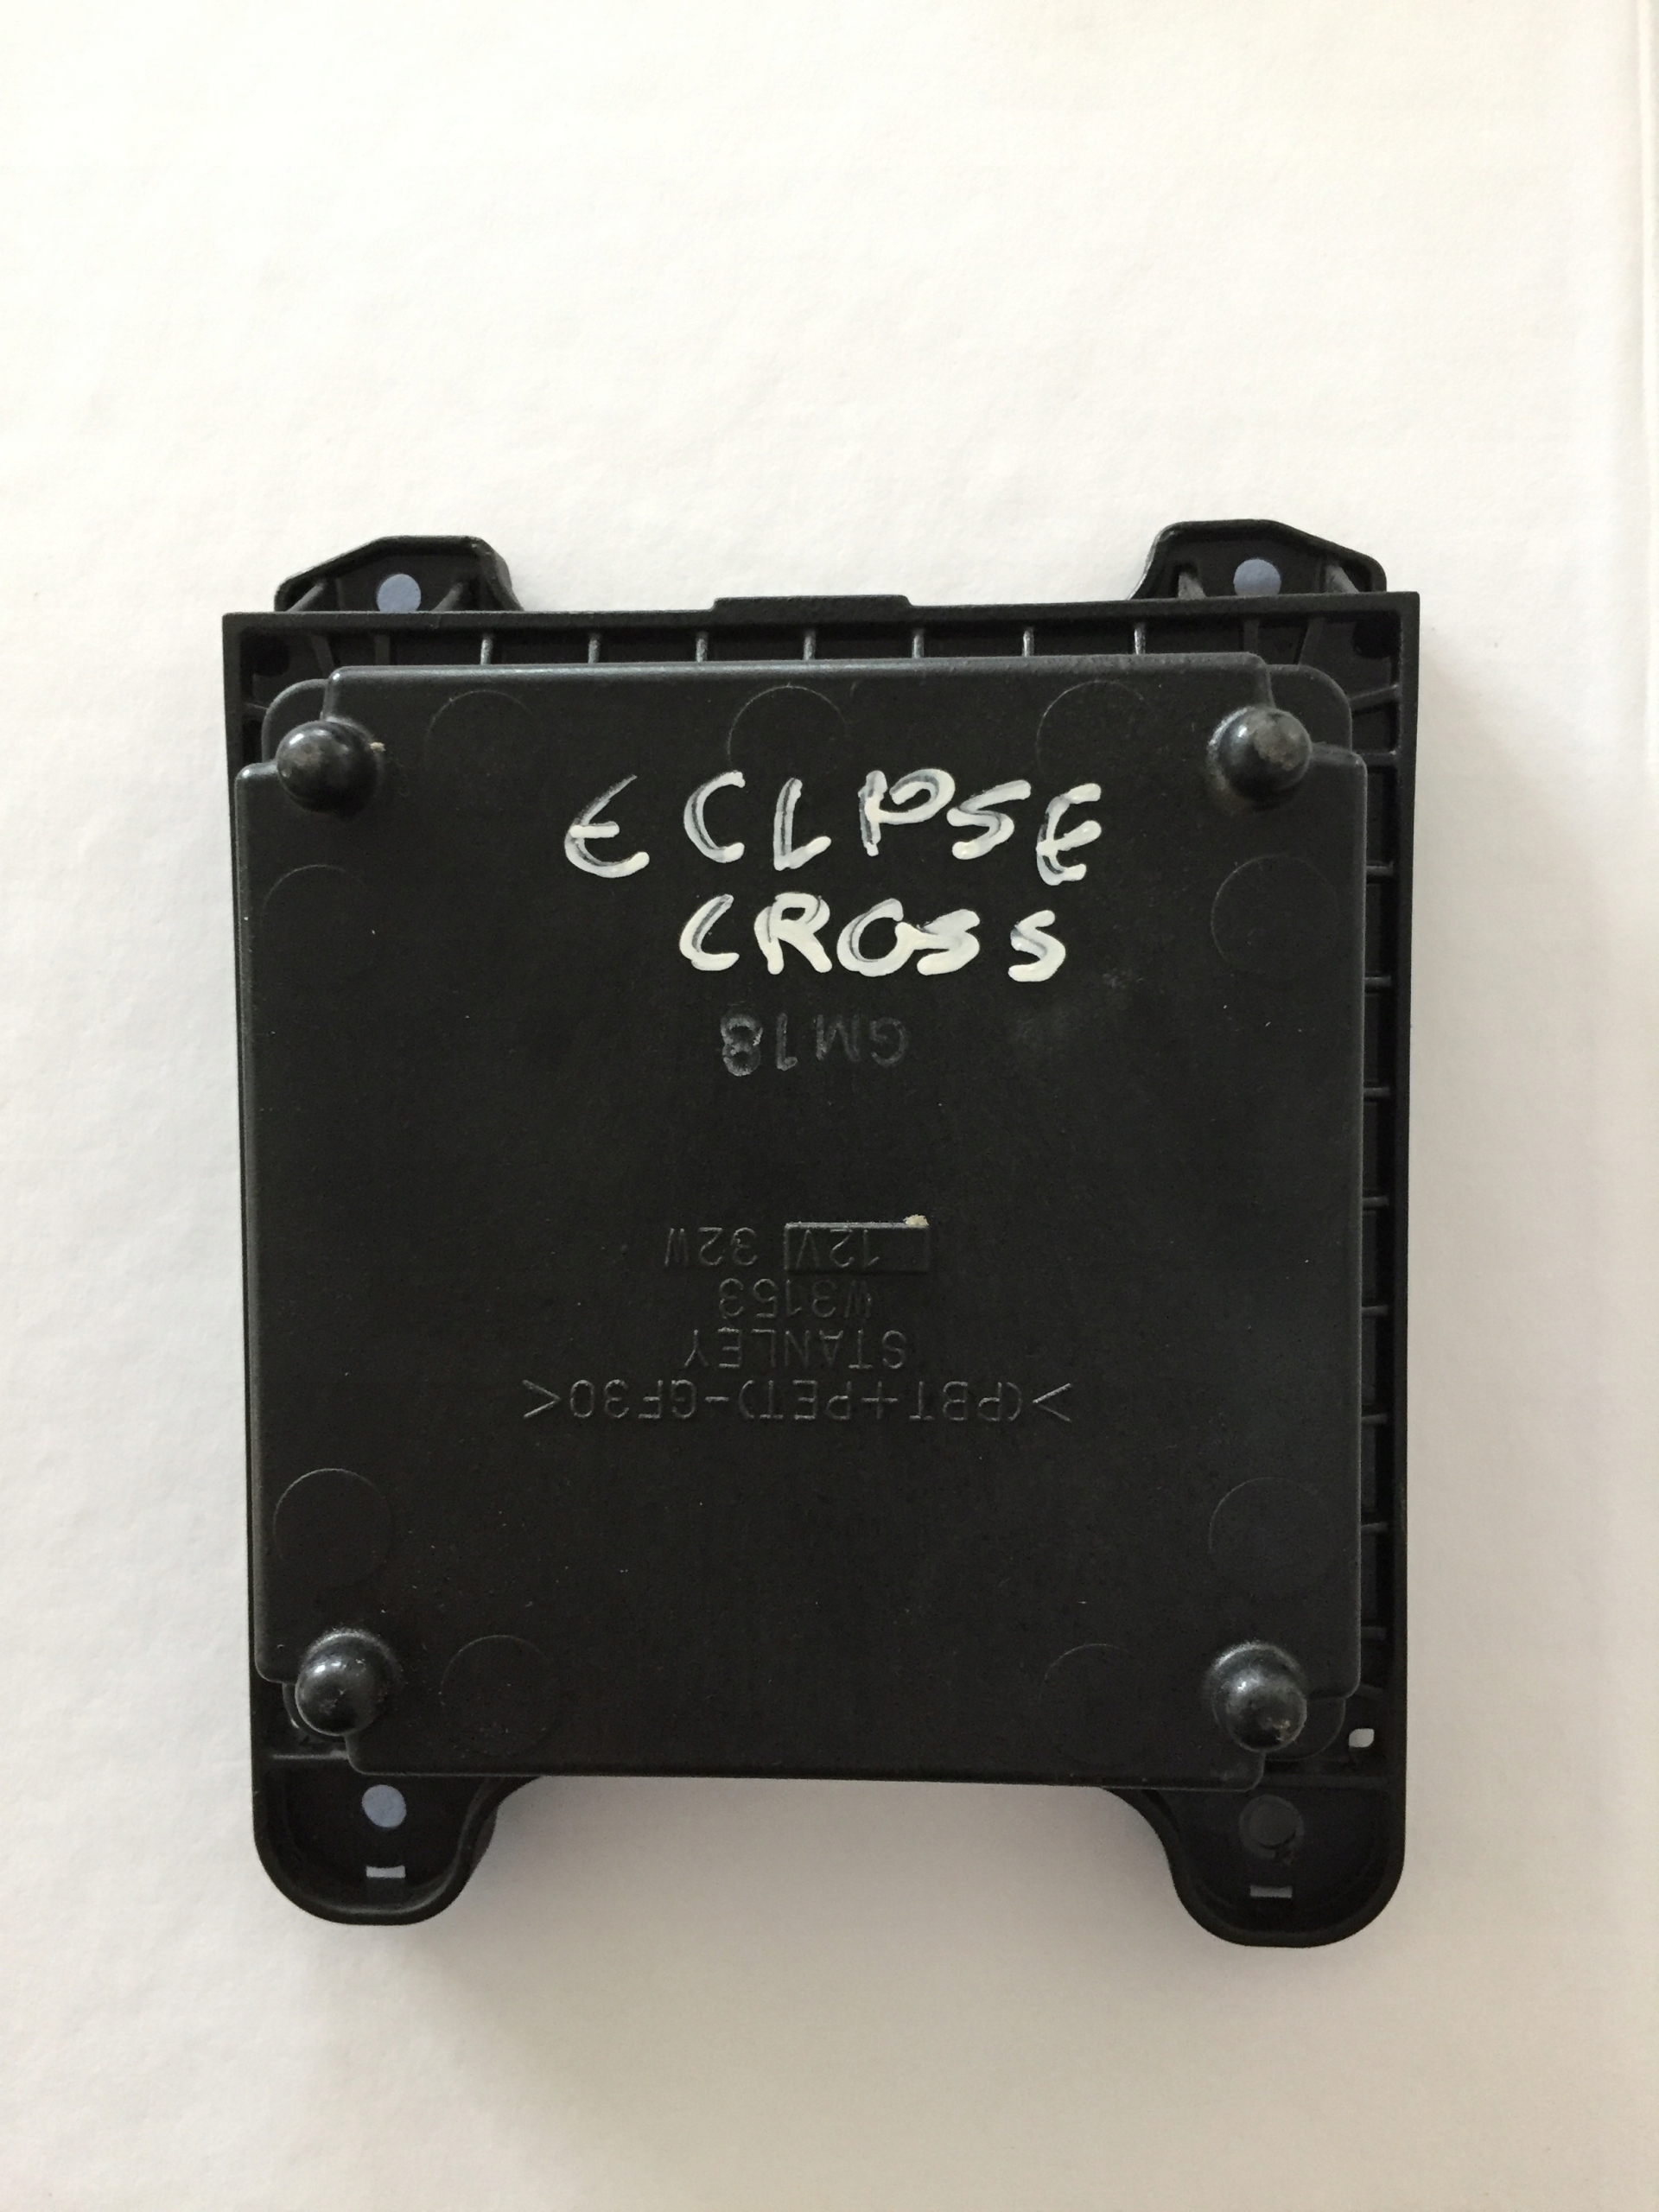 ECLPSE
CROSS
GM18
>(PBT+PET)-GF30<
STANLEY
W3153
12V 32W